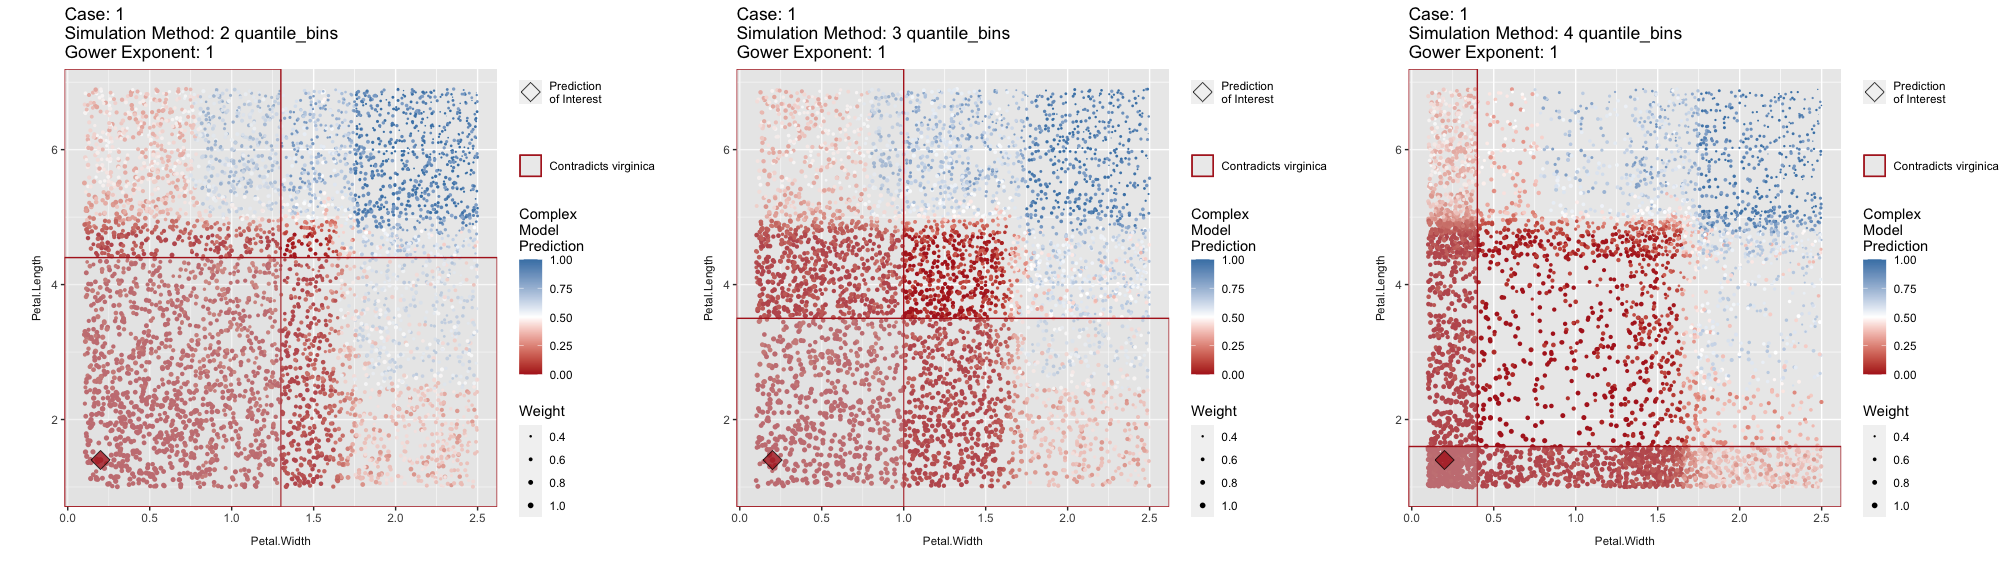 Case: 1
Simulation Method: 2 quantile_bins
Gower Exponent: 1
Petal.Length
6
4
2
0.0
0.5
1.0
1.5
2.0
2.5
Petal.Width
Prediction
of Interest
Contradicts virginica
Complex
Model
Prediction
1.00
0.75
0.50
0.25
0.00
Weight
0.4
0.6
0.8
1.0
Case: 1
Simulation Method: 3 quantile_bins
Gower Exponent: 1
Petal.Length
6
4
2
0.0
0.5
1.0
1.5
2.0
2.5
Petal.Width
Prediction
of Interest
Contradicts virginica
Complex
Model
Prediction
1.00
0.75
0.50
0.25
0.00
Weight
0.4
0.6
0.8
1.0
Case: 1
Simulation Method: 4 quantile_bins
Gower Exponent: 1
Petal.Length
6
4
2
0.0
0.5
1.0
1.5
2.0
2.5
Petal.Width
Prediction
of Interest
Contradicts virginica
Complex
Model
Prediction
1.00
0.75
0.50
0.25
0.00
Weight
0.4
0.6
0.8
1.0